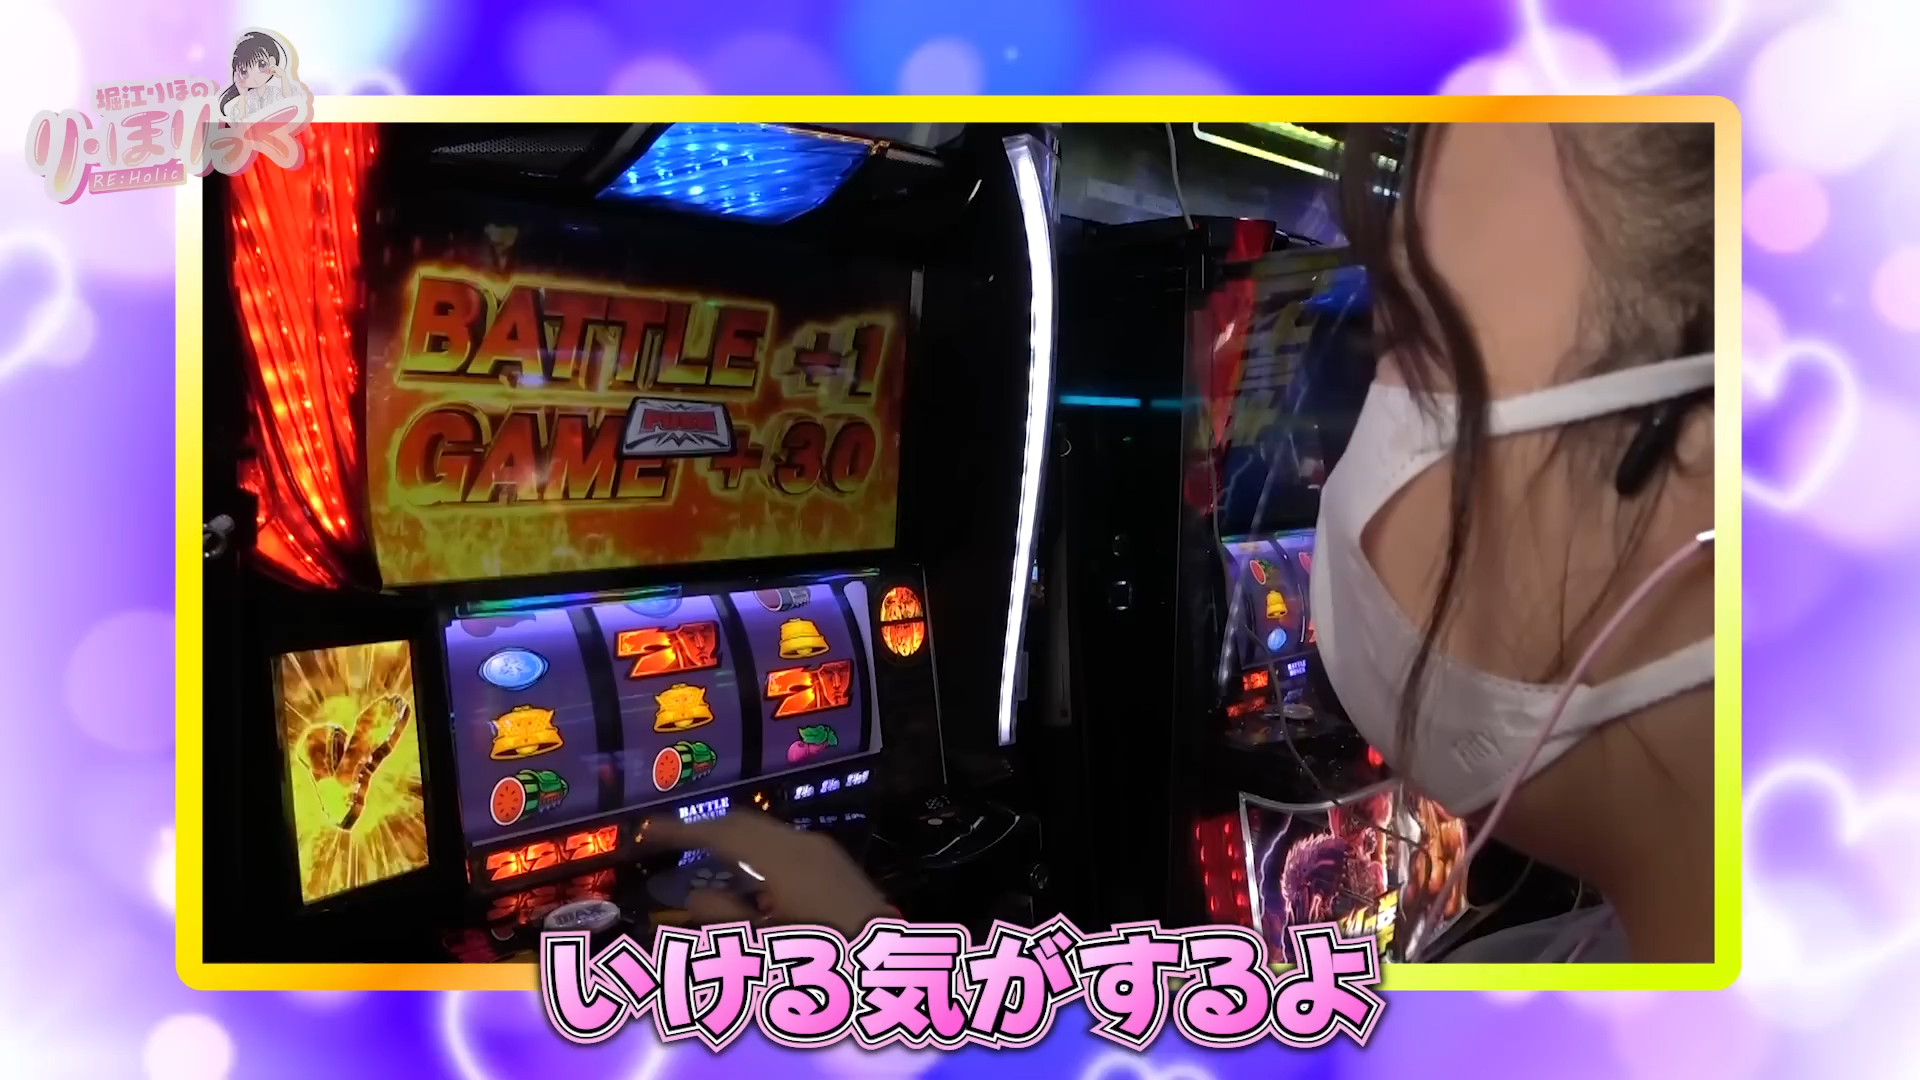 堀江りほの
り・ほりっく
RE:Holic
BATTLE +1
GAME +30
PUSH
BATTLE
MAX
いける気がするよ